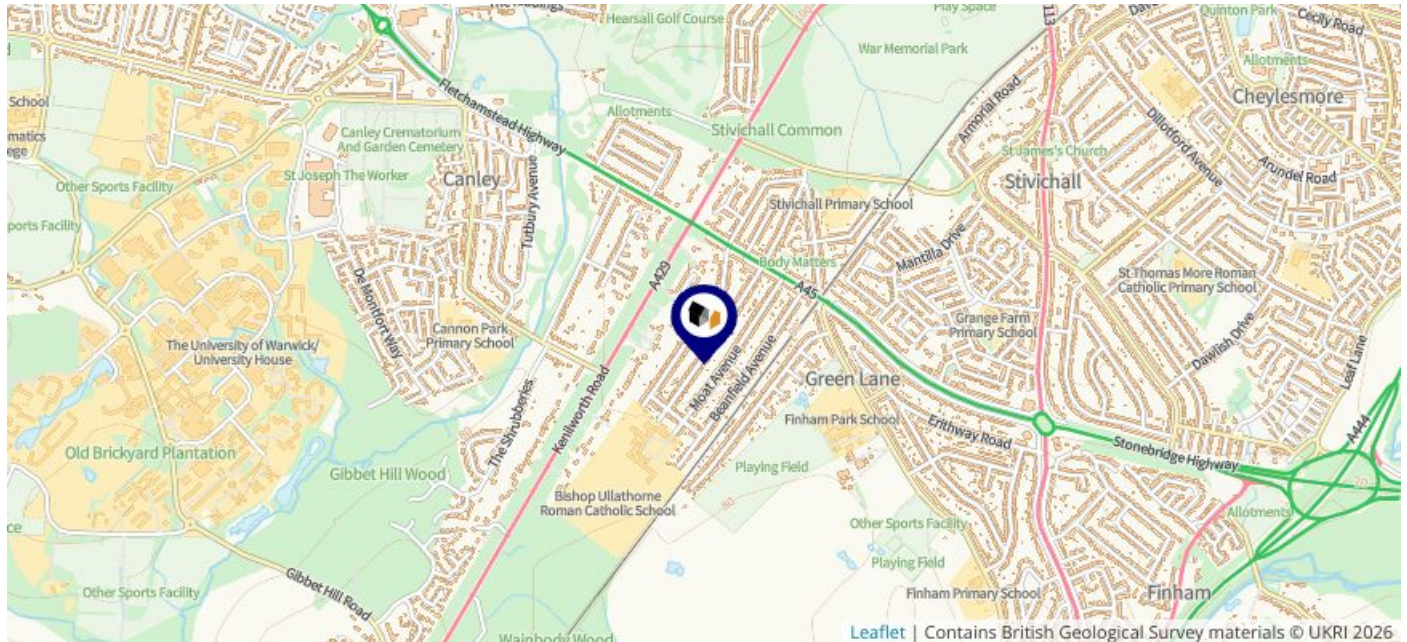 The Riddings
Hearsall Golf Course
Play Space
113
Quinton Park
Cecily Road
War Memorial Park
Allotments
School
Fletchamstead Highway
Allotments
Armorial Road
Cheylesmore
Canley Crematorium
And Garden Cemetery
Stivichall Common
Dillotford Avenue
St James's Church
Arundel Road
Other Sports Facility
St Joseph The Worker
Canley
Tutbury Avenue
Stivichall
Stivichall Primary School
Mantilla Drive
A429
Body Matters
A45
St Thomas More Roman
Catholic Primary School
De Montfort Way
Cannon Park
Primary School
Grange Farm
Primary School
The University of Warwick/
University House
Dawlish Drive
Leaf Lane
Moat Avenue
Beanfield Avenue
Green Lane
Kenilworth Road
The Shrubberies
Finham Park School
Erithway Road
A444
Old Brickyard Plantation
Gibbet Hill Wood
Playing Field
Stonebridge Highway
80
70
Bishop Ullathorne
Roman Catholic School
Allotments
Other Sports Facility
Playing Field
Gibbet Hill Road
Other Sports Facility
Finham Primary School
Finham
Wainbody Wood
Leaflet | Contains British Geological Survey materials © UKRI 2026